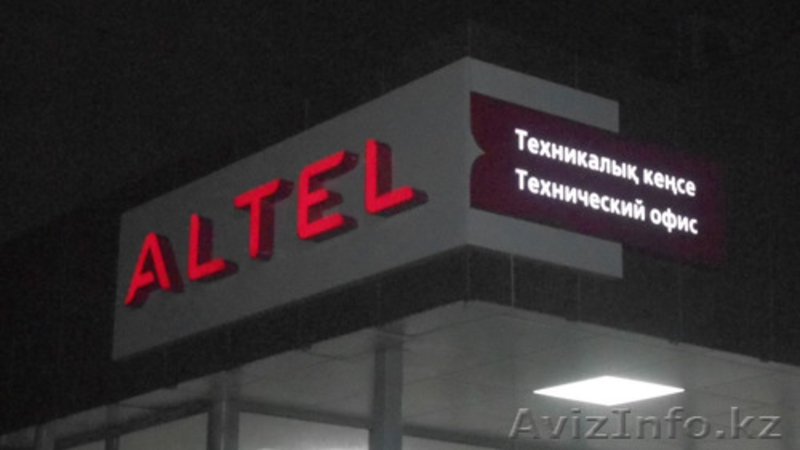 ALTEL
Техникалық кеңсе
Технический офис
AvizInfo.kz